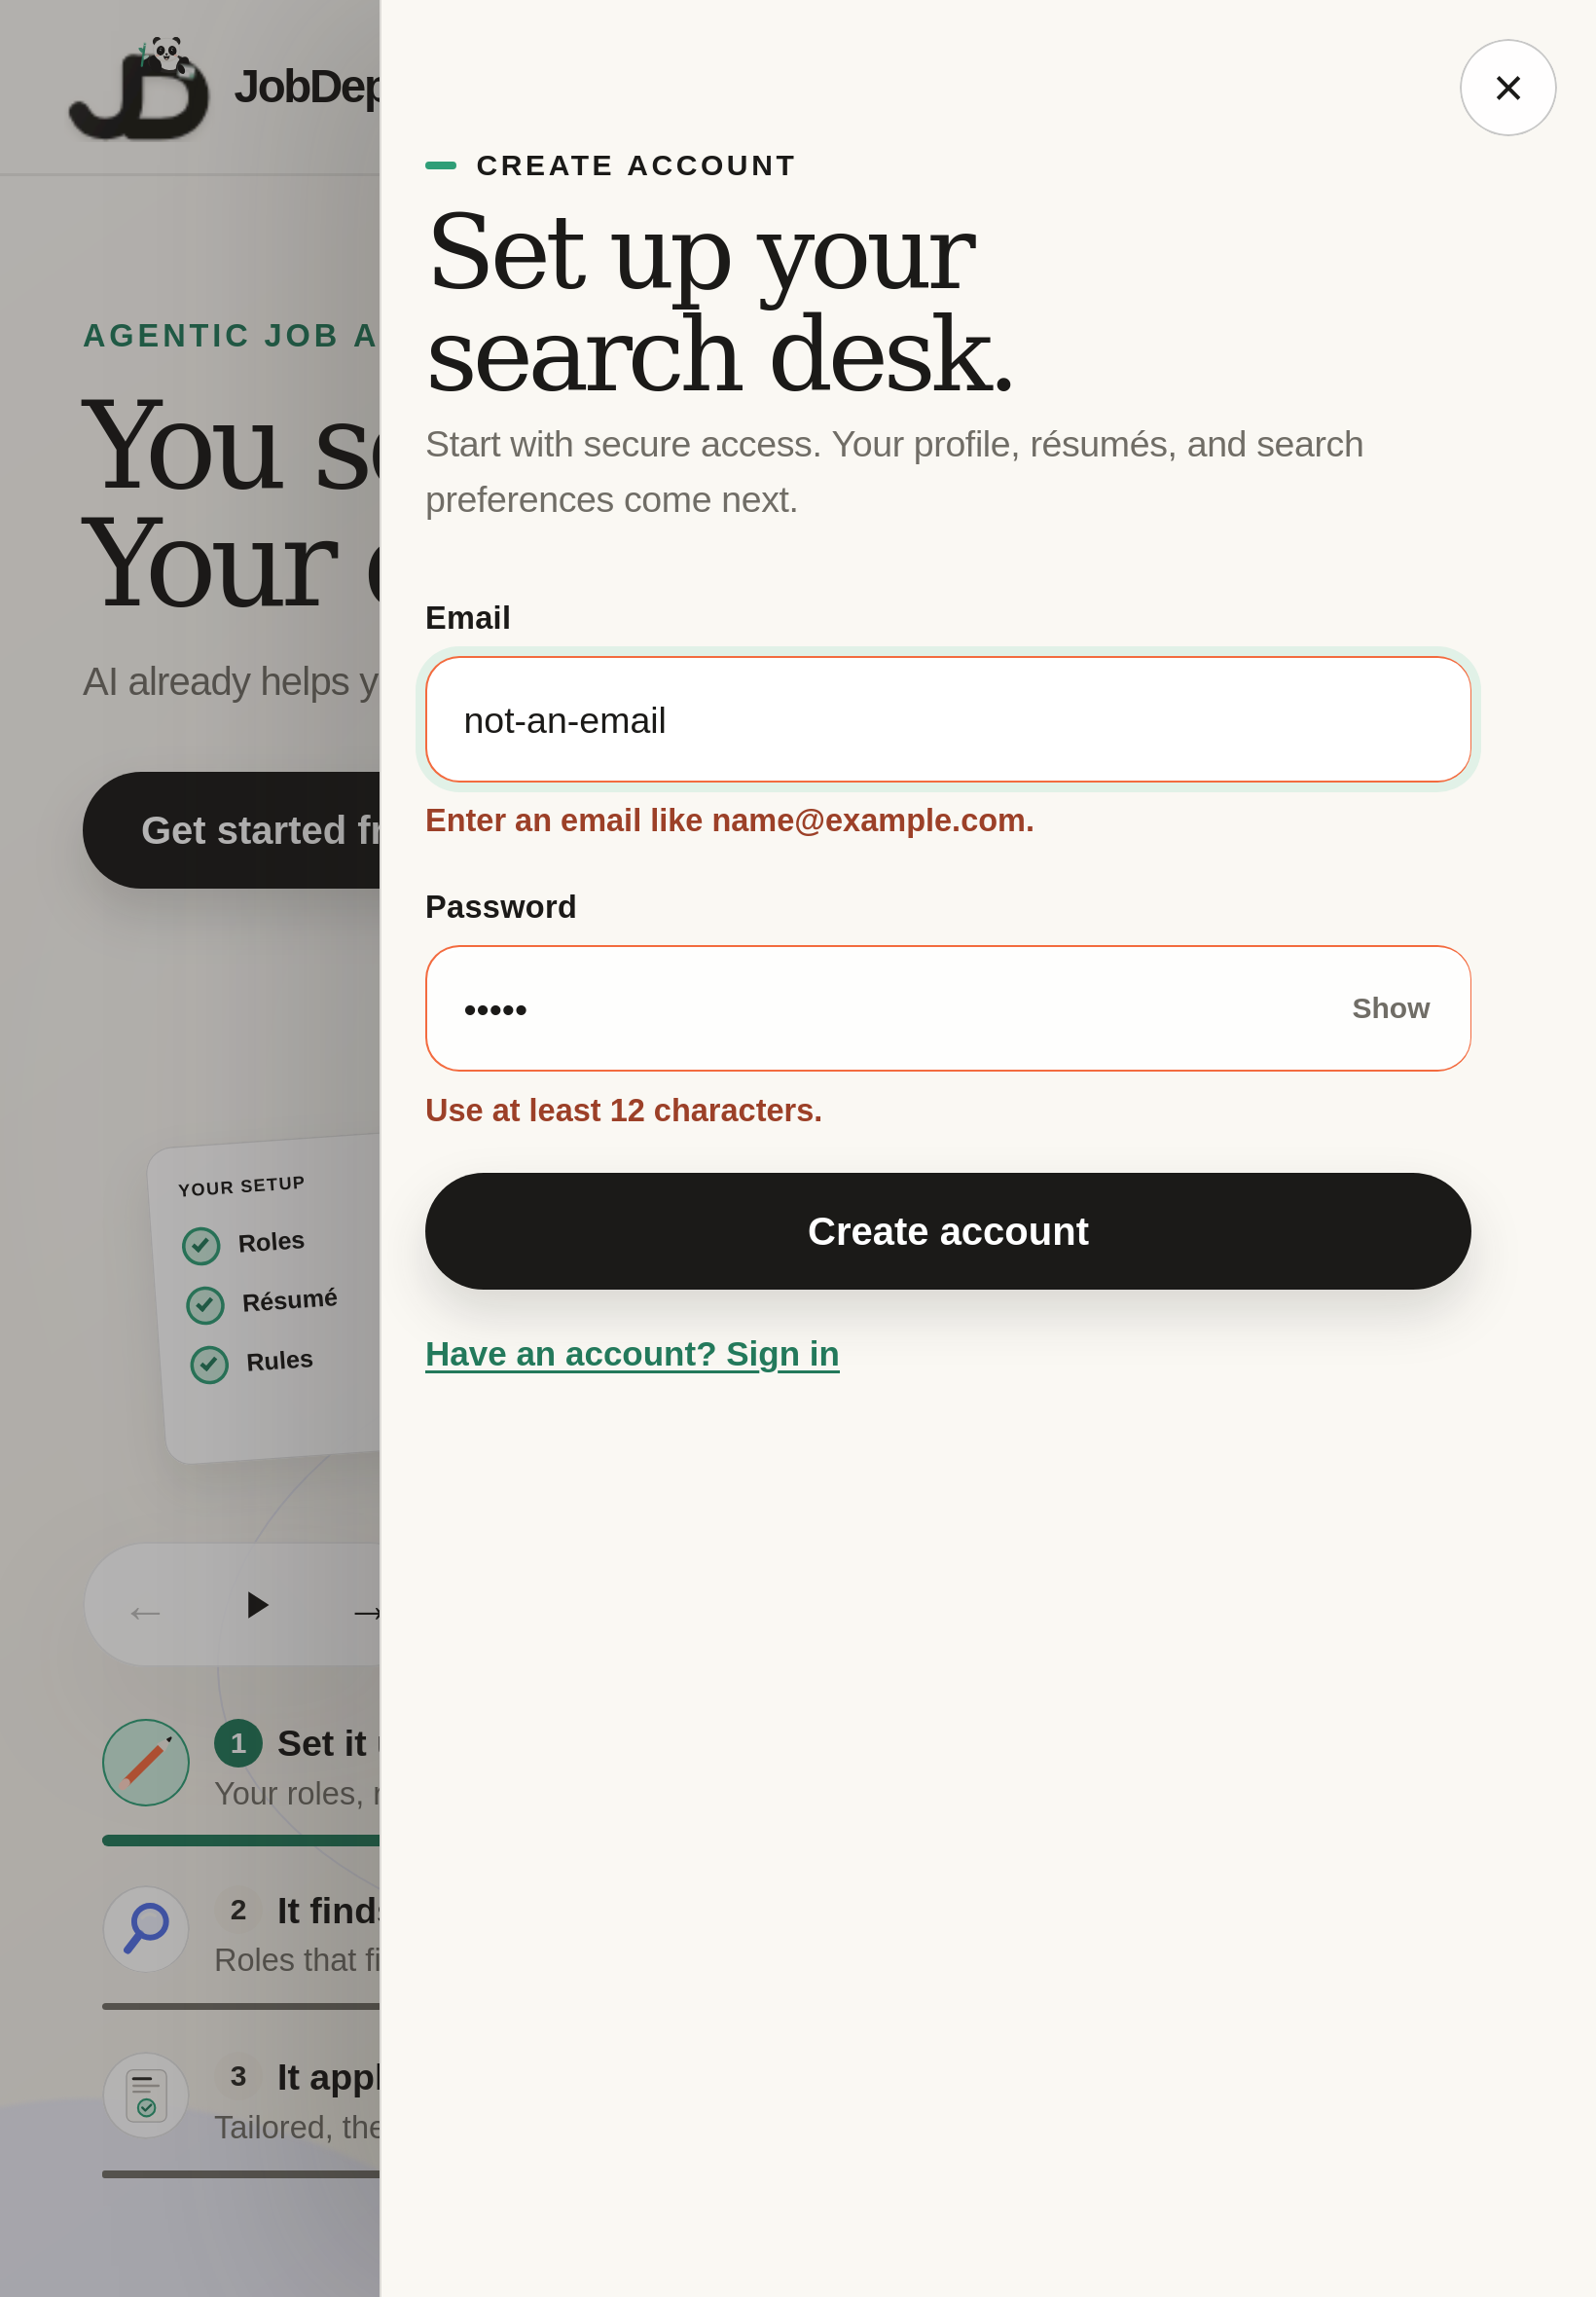 JD
JobDep
AGENTIC JOB A
You so
Your
AI already helps y
Get started fr
YOUR SETUP
Roles
Résumé
Rules
←
→
1 Set it
Your roles, r
2 It finds
Roles that fi
3 It appl
Tailored, the
×
CREATE ACCOUNT
Set up your
search desk.
Start with secure access. Your profile, résumés, and search
preferences come next.
Email
not-an-email
Enter an email like name@example.com.
Password
•••••
Show
Use at least 12 characters.
Create account
Have an account? Sign in